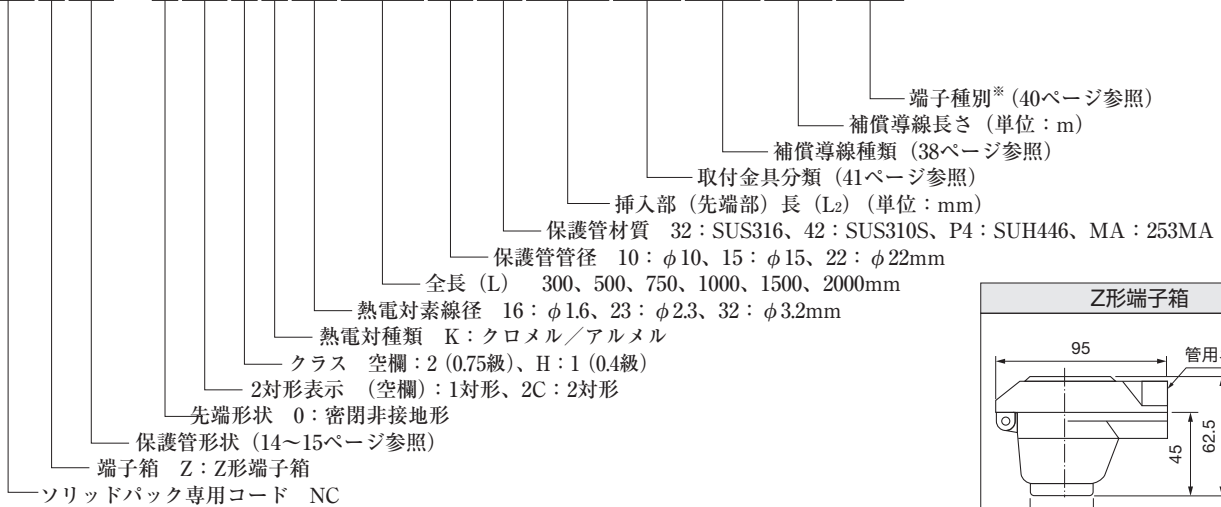 端子種別※(40ページ参照)
補償導線長さ(単位:m)
補償導線種類(38ページ参照)
取付金具分類(41ページ参照)
挿入部(先端部)長(L2)(単位:mm)
保護管材質 32:SUS316、42:SUS310S、P4:SUH446、MA:253MA
保護管管径 10:φ10、15:φ15、22:φ22mm
全長(L) 300、500、750、1000、1500、2000mm
熱電対素線径 16:φ1.6、23:φ2.3、32:φ3.2mm
熱電対種類 K:クロメル/アルメル
クラス 空欄:2 (0.75級)、H:1 (0.4級)
2対形表示 (空欄):1対形、2C:2対形
先端形状 0:密閉非接地形
保護管形状(14〜15ページ参照)
端子箱 Z:Z形端子箱
ソリッドパック専用コード NC
Z形端子箱
95
管用
45
62.5